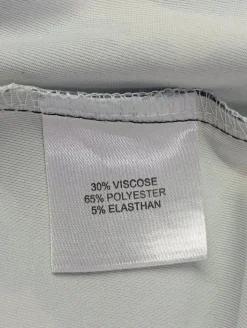 30% VISCOSE
65% POLYESTER
5% ELASTHAN